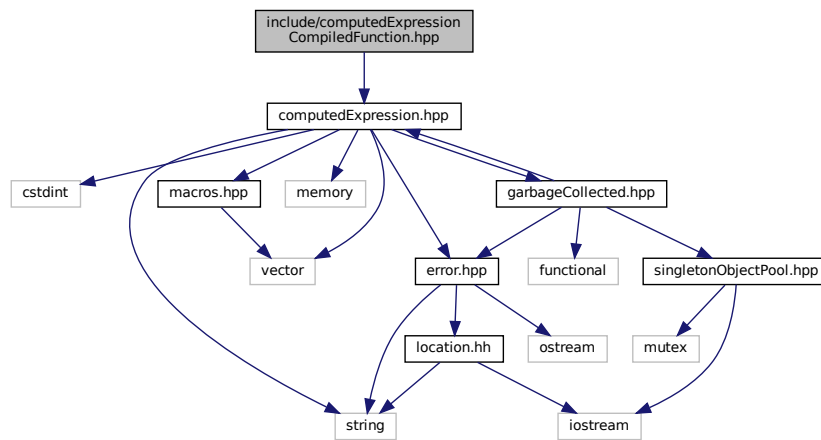 include/computedExpression
CompiledFunction.hpp
computedExpression.hpp
cstdint
macros.hpp
memory
garbageCollected.hpp
vector
error.hpp
functional
singletonObjectPool.hpp
location.hh
ostream
mutex
string
iostream